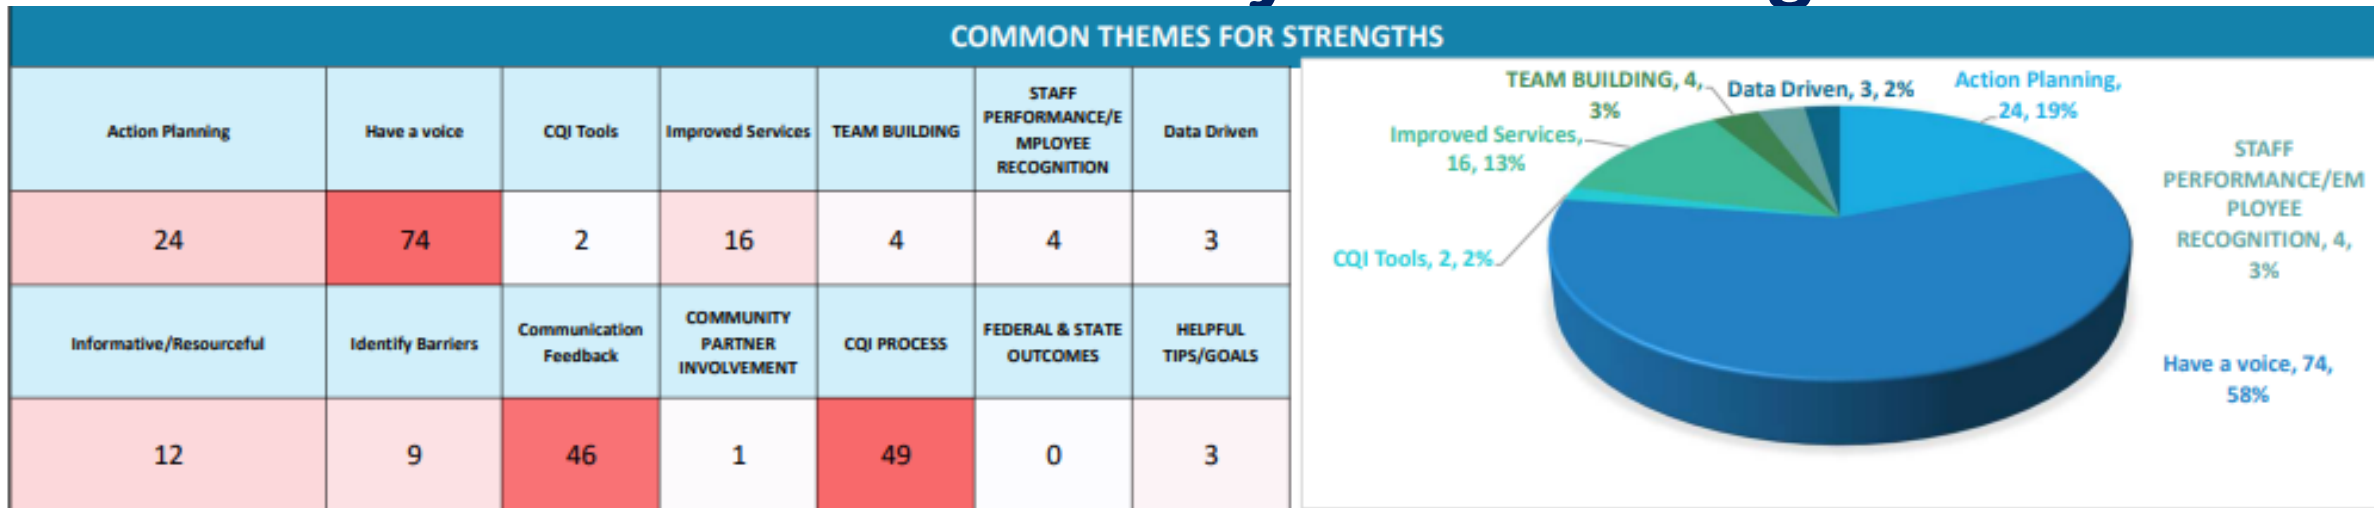 COMMON THEMES FOR STRENGTHS
Action Planning
Have a voice
CQI Tools
Improved Services
TEAM BUILDING
STAFF
PERFORMANCE/E
MPLOYEE
RECOGNITION
Data Driven
24
74
2
16
4
4
3
Informative/Resourceful
Identify Barriers
Communication
Feedback
COMMUNITY
PARTNER
INVOLVEMENT
CQI PROCESS
FEDERAL & STATE
OUTCOMES
HELPFUL
TIPS/GOALS
12
9
46
1
49
0
3
TEAM BUILDING, 4,
3%
Data Driven, 3, 2%
Action Planning,
24, 19%
Improved Services,
16, 13%
STAFF
PERFORMANCE/EM
PLOYEE
RECOGNITION, 4,
3%
CQI Tools, 2, 2%
Have a voice, 74,
58%